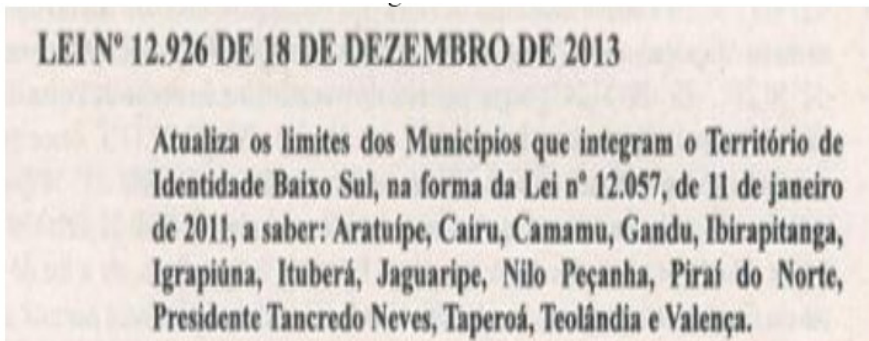 LEI Nº 12.926 DE 18 DE DEZEMBRO DE 2013
Atualiza os limites dos Municípios que integram o Território de
Identidade Baixo Sul, na forma da Lei nº 12.057, de 11 de janeiro
de 2011, a saber: Aratuípe, Cairu, Camamu, Gandu, Ibirapitanga,
Igrapiúna, Ituberá, Jaguaripe, Nilo Peçanha, Piraí do Norte,
Presidente Tancredo Neves, Taperoá, Teolândia e Valença.